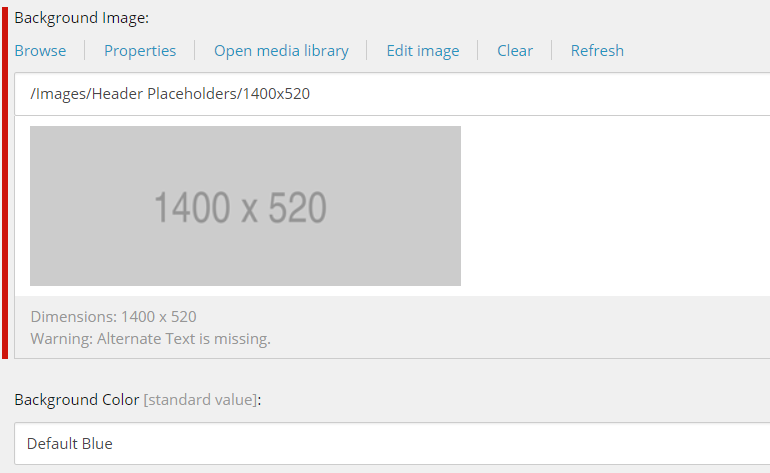 Background Image:
Browse Properties Open media library Edit image Clear Refresh
/Images/Header Placeholders/1400x520
1400 x 520
Dimensions: 1400 x 520
Warning: Alternate Text is missing.
Background Color [standard value]:
Default Blue